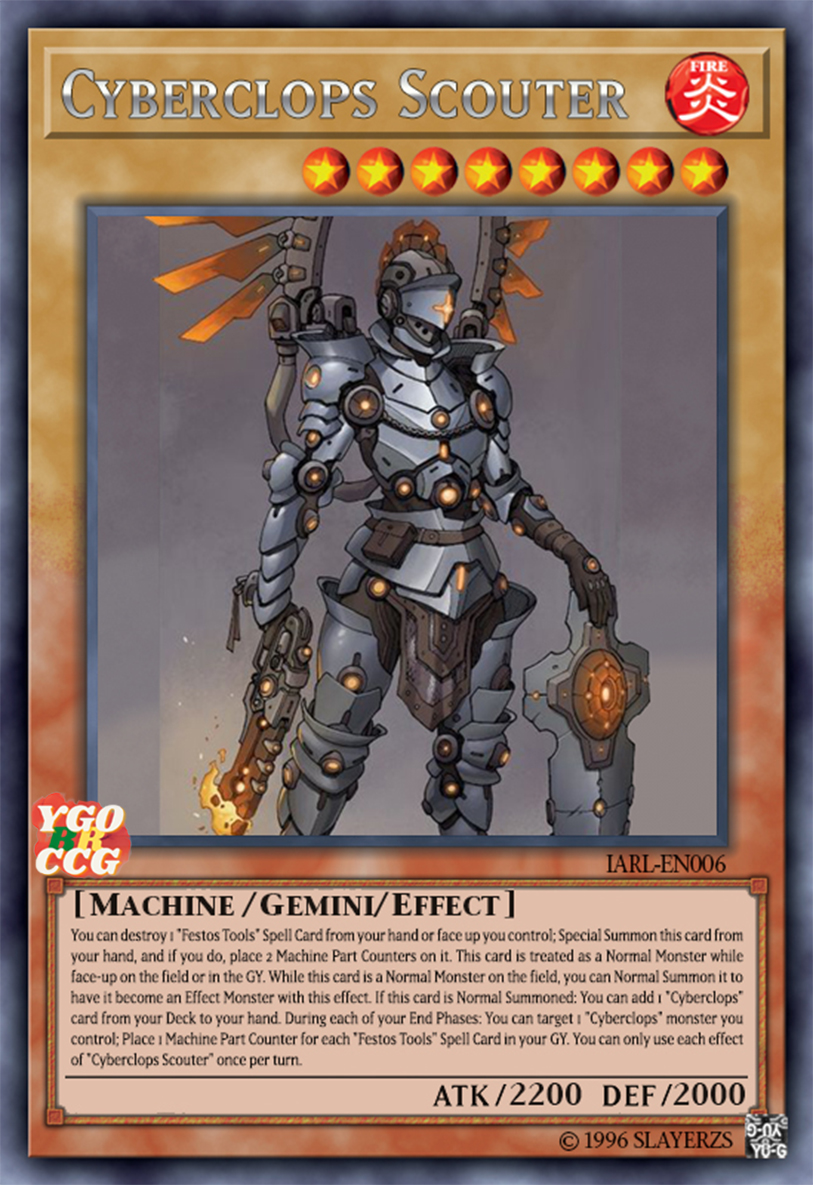 CYBERCLOPS SCOUTER
FIRE
炎
YGO
BR
CCG
IARL-EN006
[MACHINE /GEMINI/EFFECT]
You can destroy 1 "Festos Tools" Spell Card from your hand or face up you control; Special Summon this card from
your hand, and if you do, place 2 Machine Part Counters on it. This card is treated as a Normal Monster while
face-up on the field or in the GY. While this card is a Normal Monster on the field, you can Normal Summon it to
have it become an Effect Monster with this effect. If this card is Normal Summoned: You can add 1 "Cyberclops"
card from your Deck to your hand. During each of your End Phases: You can target 1 "Cyberclops" monster you
control; Place 1 Machine Part Counter for each "Festos Tools" Spell Card in your GY. You can only use each effect
of "Cyberclops Scouter" once per turn.
ATK/2200 DEF/2000
© 1996 SLAYERZS
YU-G